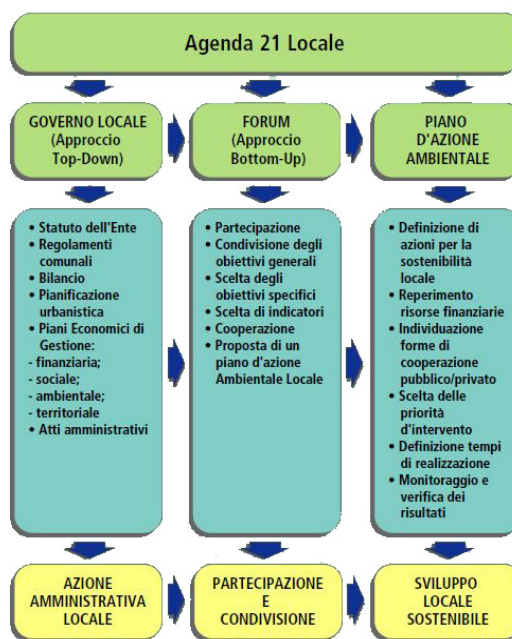 Agenda 21 Locale
GOVERNO LOCALE
(Approccio
Top-Down)
FORUM
(Approccio
Bottom-Up)
PIANO
D'AZIONE
AMBIENTALE
• Statuto dell'Ente
• Regolamenti
comunali
• Bilancio
• Pianificazione
urbanistica
• Piani Economici di
Gestione:
- finanziaria;
- sociale;
- ambientale;
- territoriale
• Atti amministrativi
• Partecipazione
• Condivisione degli
obiettivi generali
• Scelta degli
obiettivi specifici
• Scelta di indicatori
• Cooperazione
• Proposta di un
piano d'azione
Ambientale Locale
• Definizione di
azioni per la
sostenibilità
locale
• Reperimento
risorse finanziarie
• Individuazione
forme di
cooperazione
pubblico/privato
• Scelta delle
priorità
d'intervento
• Definizione tempi
di realizzazione
• Monitoraggio e
verifica dei
risultati
AZIONE
AMMINISTRATIVA
LOCALE
PARTECIPAZIONE
E
CONDIVISIONE
SVILUPPO
LOCALE
SOSTENIBILE